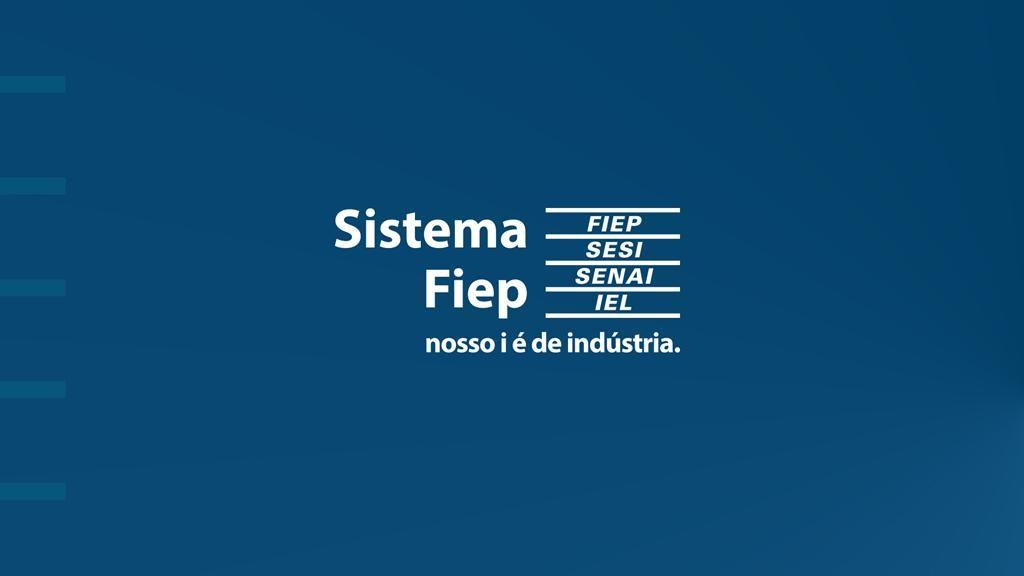 Sistema
Fiep
FIEP
SESI
SENAI
IEL
nosso i é de indústria.